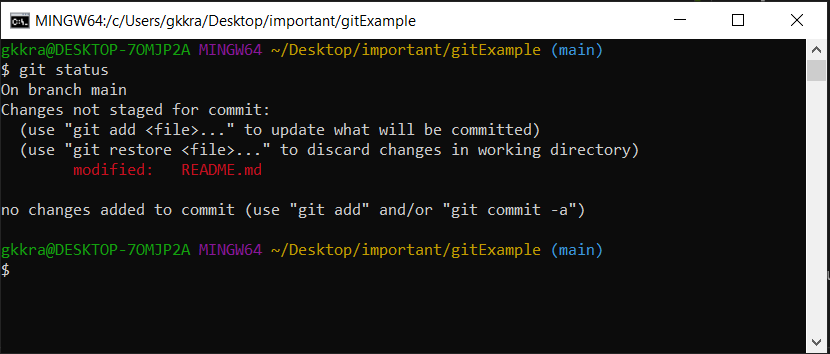 MINGW64:/c/Users/gkkra/Desktop/important/gitExample
gkkra@DESKTOP-7OMJP2A MINGW64 ~/Desktop/important/gitExample (main)
$ git status
On branch main
Changes not staged for commit:
  (use "git add <file>..." to update what will be committed)
  (use "git restore <file>..." to discard changes in working directory)
        modified:   README.md

no changes added to commit (use "git add" and/or "git commit -a")

gkkra@DESKTOP-7OMJP2A MINGW64 ~/Desktop/important/gitExample (main)
$